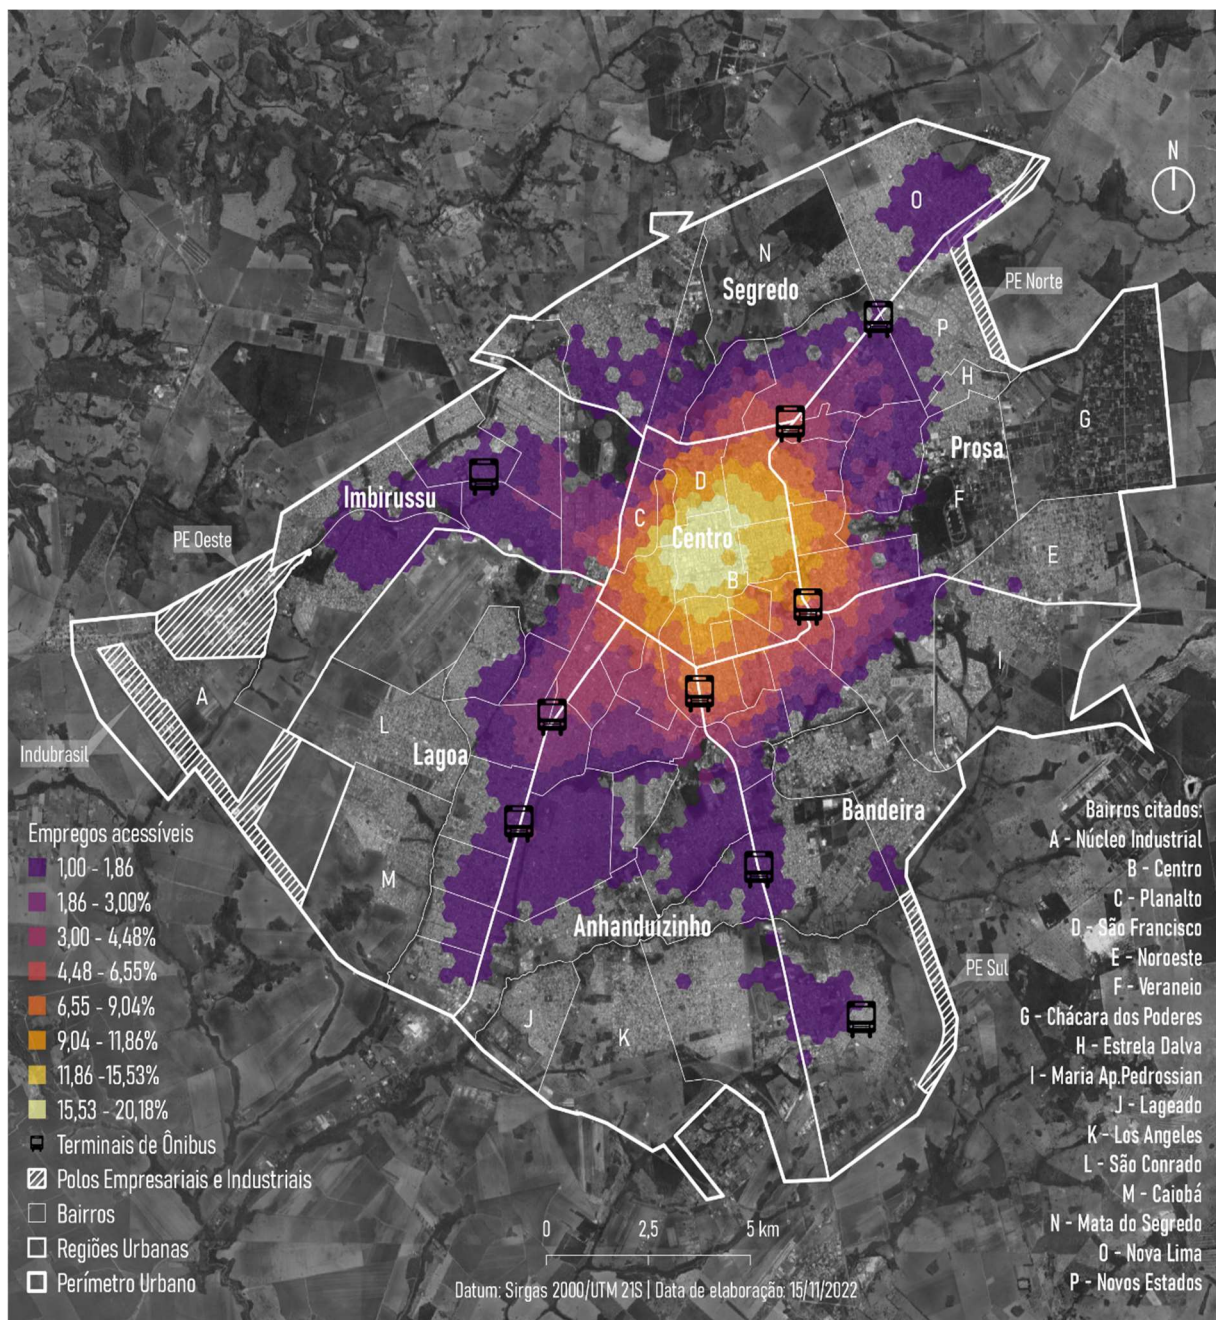 N
O
N
Segredo
PE Norte
P
H
G
Prosa
Imbirussu
D
F
C
Centro
PE Oeste
E
B
I
A
L
Indubrasil
Lagoa
Bandeira
M
Anhanduizinho
PE Sul
J
K
Empregos acessíveis
1,00 - 1,86
1,86 - 3,00%
3,00 - 4,48%
4,48 - 6,55%
6,55 - 9,04%
9,04 - 11,86%
11,86 -15,53%
15,53 - 20,18%
Terminais de Ônibus
Polos Empresariais e Industriais
Bairros
Regiões Urbanas
Perímetro Urbano
0 2,5 5 km
Datum: Sirgas 2000/UTM 21S | Data de elaboração: 15/11/2022
Bairros citados:
A - Núcleo Industrial
B - Centro
C - Planalto
D - São Francisco
E - Noroeste
F - Veraneio
G - Chácara dos Poderes
H - Estrela Dalva
I - Maria Ap.Pedrossian
J - Lageado
K - Los Angeles
L - São Conrado
M - Caiobá
N - Mata do Segredo
O - Nova Lima
P - Novos Estados